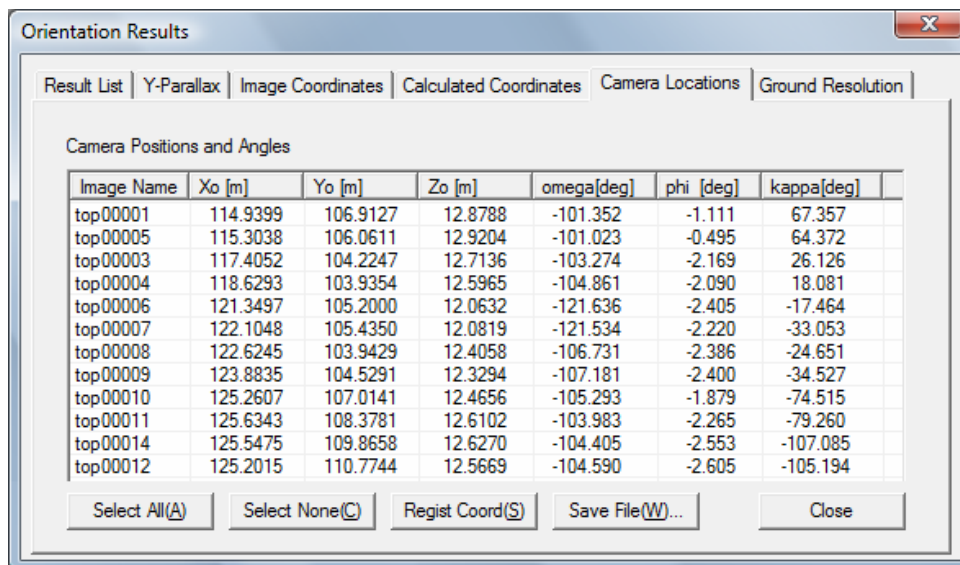 Orientation Results
Result List Y-Parallax Image Coordinates Calculated Coordinates Camera Locations Ground Resolution
Camera Positions and Angles
Image Name Xo [m] Yo [m] Zo [m] omega[deg] phi [deg] kappa[deg]
top00001 114.9399 106.9127 12.8788 -101.352 -1.111 67.357
top00005 115.3038 106.0611 12.9204 -101.023 -0.495 64.372
top00003 117.4052 104.2247 12.7136 -103.274 -2.169 26.126
top00004 118.6293 103.9354 12.5965 -104.861 -2.090 18.081
top00006 121.3497 105.2000 12.0632 -121.636 -2.405 -17.464
top00007 122.1048 105.4350 12.0819 -121.534 -2.220 -33.053
top00008 122.6245 103.9429 12.4058 -106.731 -2.386 -24.651
top00009 123.8835 104.5291 12.3294 -107.181 -2.400 -34.527
top00010 125.2607 107.0141 12.4656 -105.293 -1.879 -74.515
top00011 125.6343 108.3781 12.6102 -103.983 -2.265 -79.260
top00014 125.5475 109.8658 12.6270 -104.405 -2.553 -107.085
top00012 125.2015 110.7744 12.5669 -104.590 -2.605 -105.194
Select All(A) Select None(C) Regist Coord(S) Save File(W)... Close